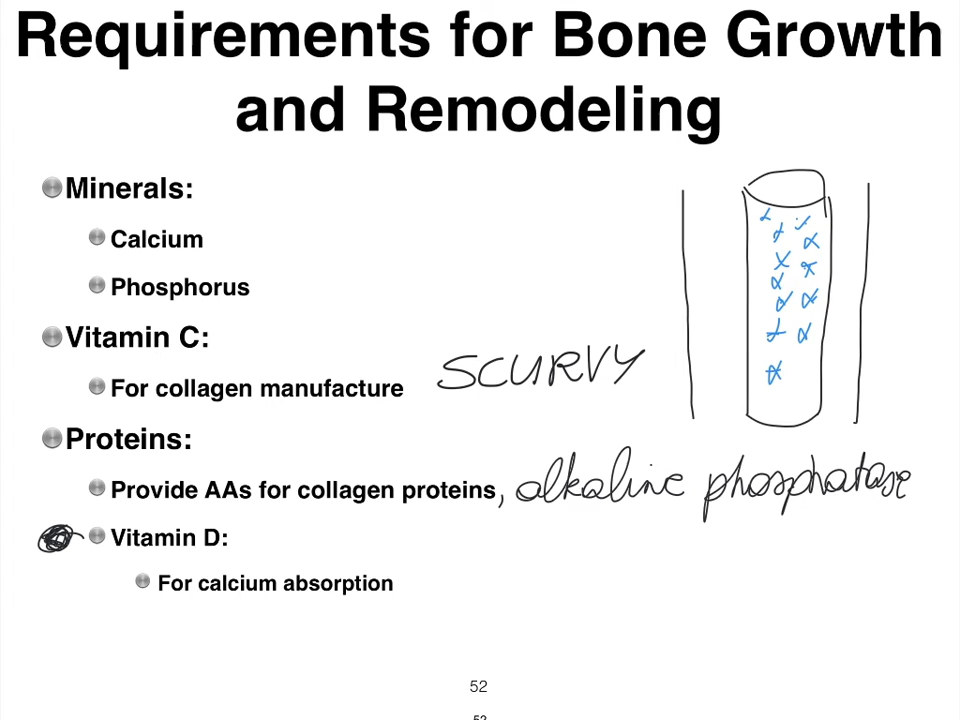 Requirements for Bone Growth
and Remodeling
Minerals:
Calcium
Phosphorus
Vitamin C:
For collagen manufacture
SCURVY
Proteins:
Provide AAs for collagen proteins, alkaline phosphatase
Vitamin D:
For calcium absorption
52